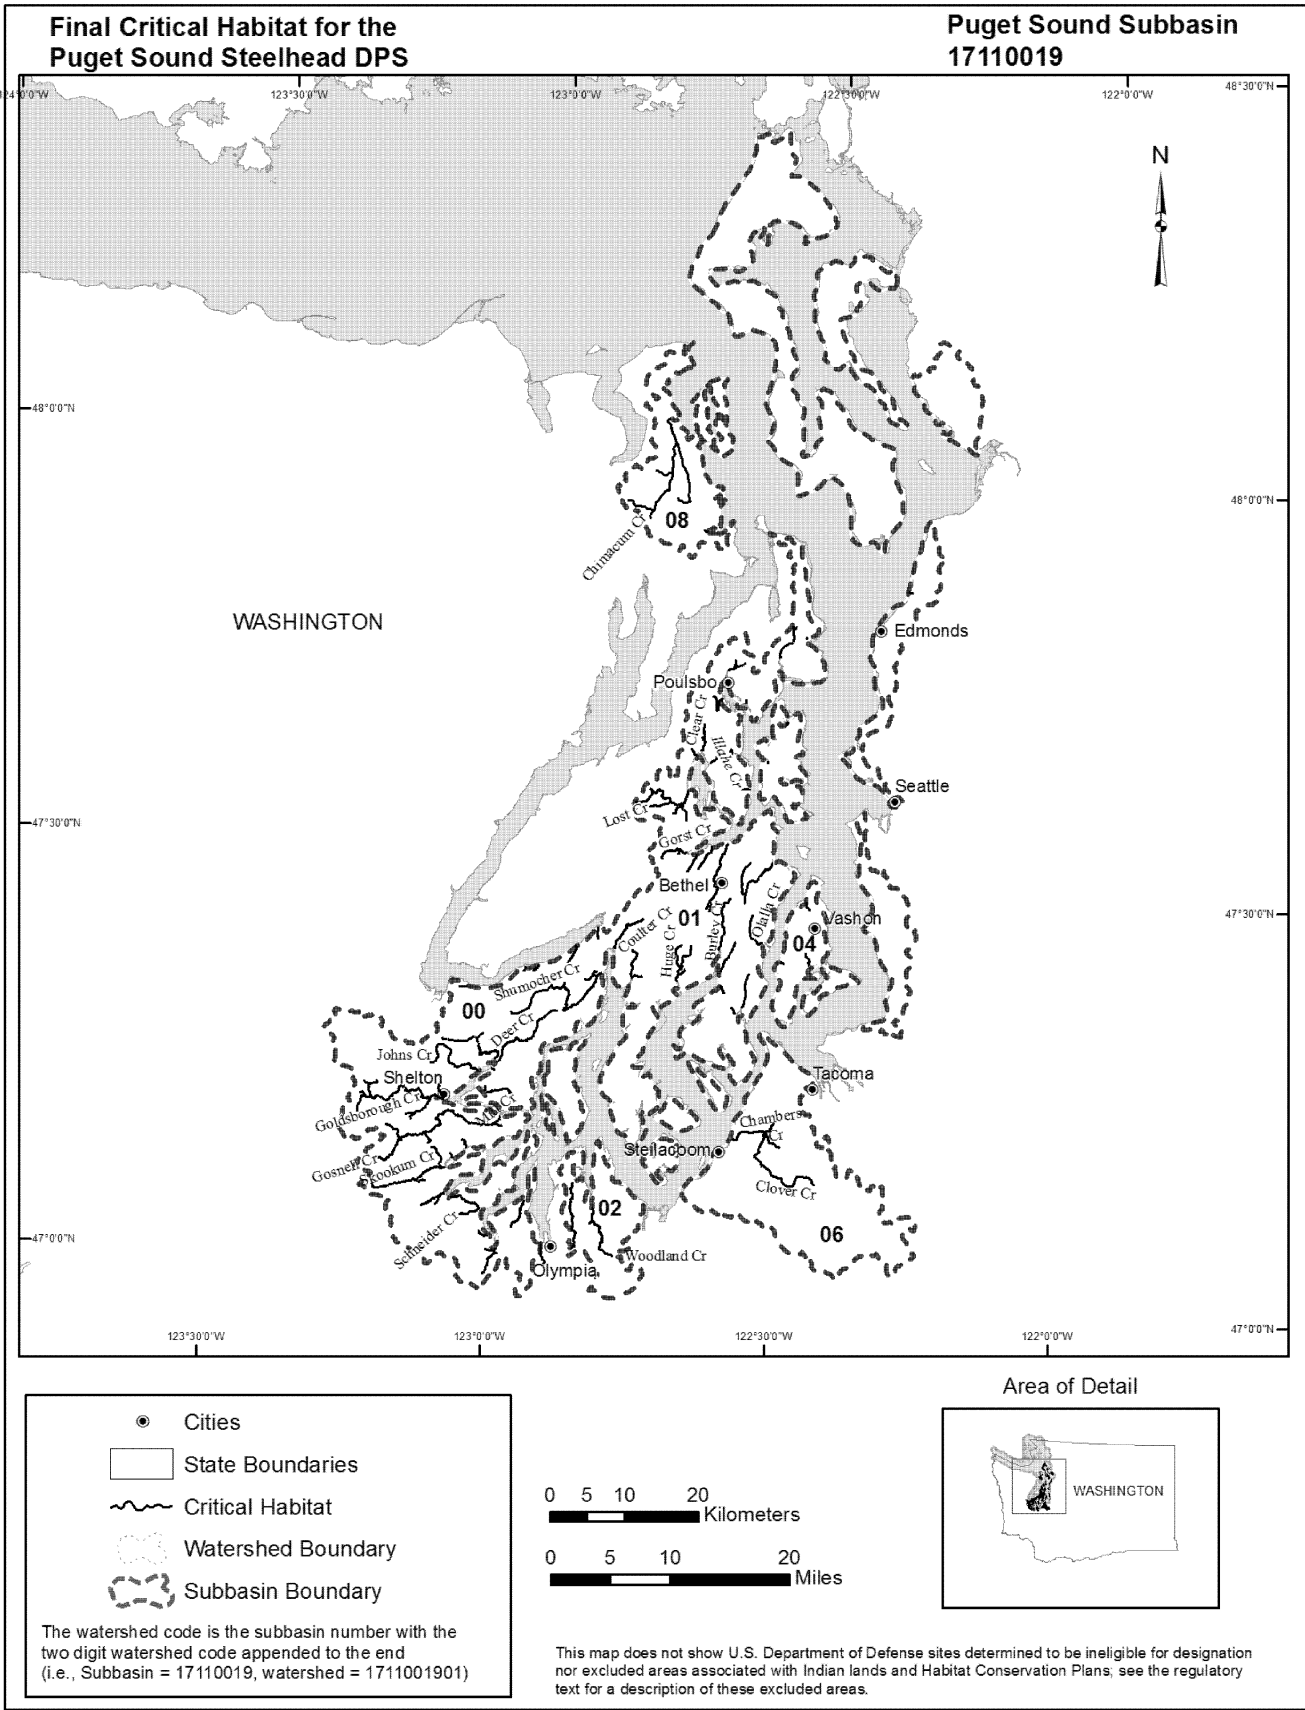 Final Critical Habitat for the
Puget Sound Steelhead DPS
Puget Sound Subbasin
17110019
24°0'0"W
123°30'0"W
123°0'0"W
122°30'0"W
122°0'0"W
48°30'0"N
N
48°0'0"N
48°0'0"N
08
Chimacum Cr
WASHINGTON
Edmonds
Poulsbo
Clear Cr
Illahe Cr
Seattle
Lost Cr
47°30'0"N
Gorst Cr
Bethel
01
Coulter Cr
Huge Cr
Burley Cr
Olalla Cr
Vashon
04
47°30'0"N
Shumocher Cr
00
Deer Cr
Johns Cr
Shelton
Goldsborough Cr
Mill Cr
Tacoma
Chambers
Cr
Steilacoom
Gosnell Cr
Skookum Cr
Clover Cr
02
06
Schneider Cr
Woodland Cr
47°0'0"N
Olympia
47°0'0"N
123°30'0"W
123°0'0"W
122°30'0"W
122°0'0"W
Cities
State Boundaries
Critical Habitat
Watershed Boundary
Subbasin Boundary
The watershed code is the subbasin number with the
two digit watershed code appended to the end
(i.e., Subbasin = 17110019, watershed = 1711001901)
0 5 10 20
Kilometers
0 5 10 20
Miles
Area of Detail
WASHINGTON
This map does not show U.S. Department of Defense sites determined to be ineligible for designation
nor excluded areas associated with Indian lands and Habitat Conservation Plans; see the regulatory
text for a description of these excluded areas.